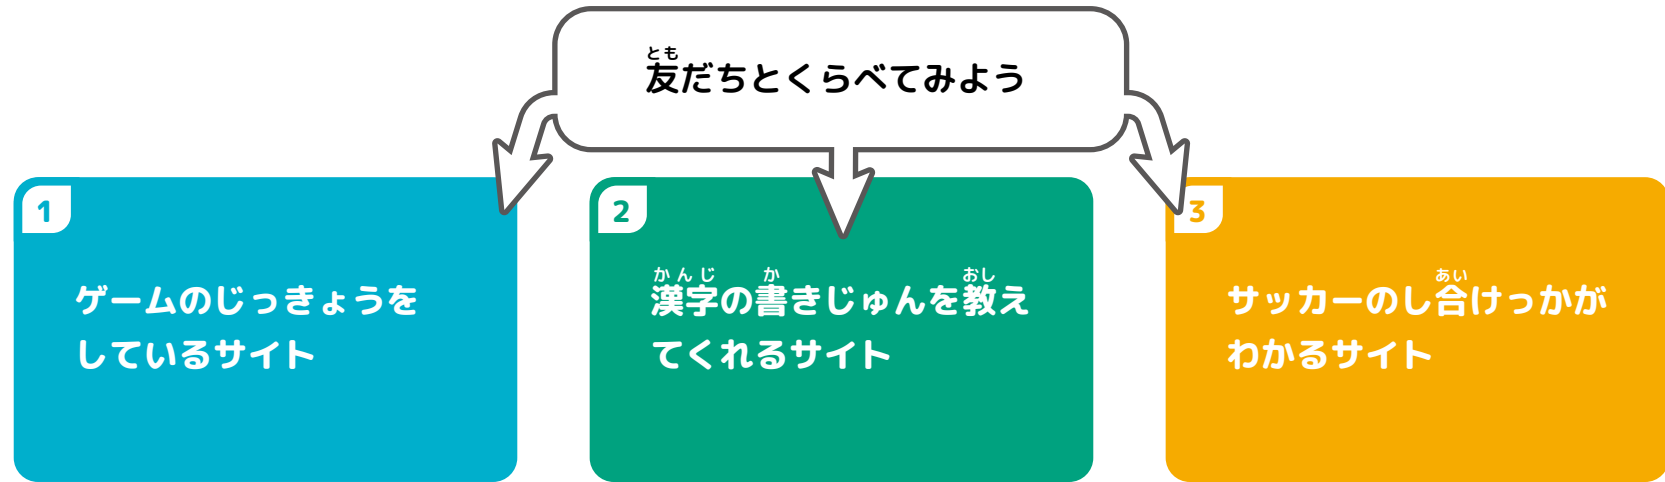 友だちとくらべてみよう
とも
1
ゲームのじっきょうを
しているサイト
2
かんじ か おし
漢字の書きじゅんを教え
てくれるサイト
3
あい
サッカーのし合けっかが
わかるサイト